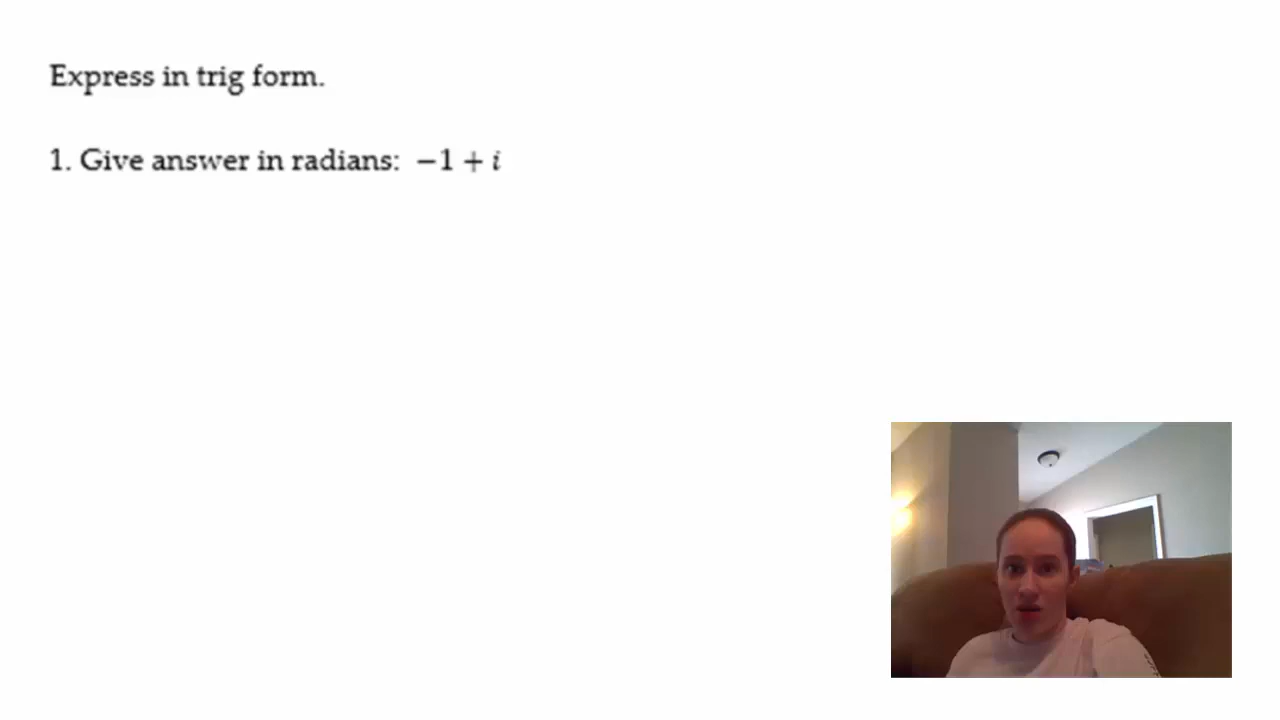 Express in trig form.
1. Give answer in radians: −1 + i